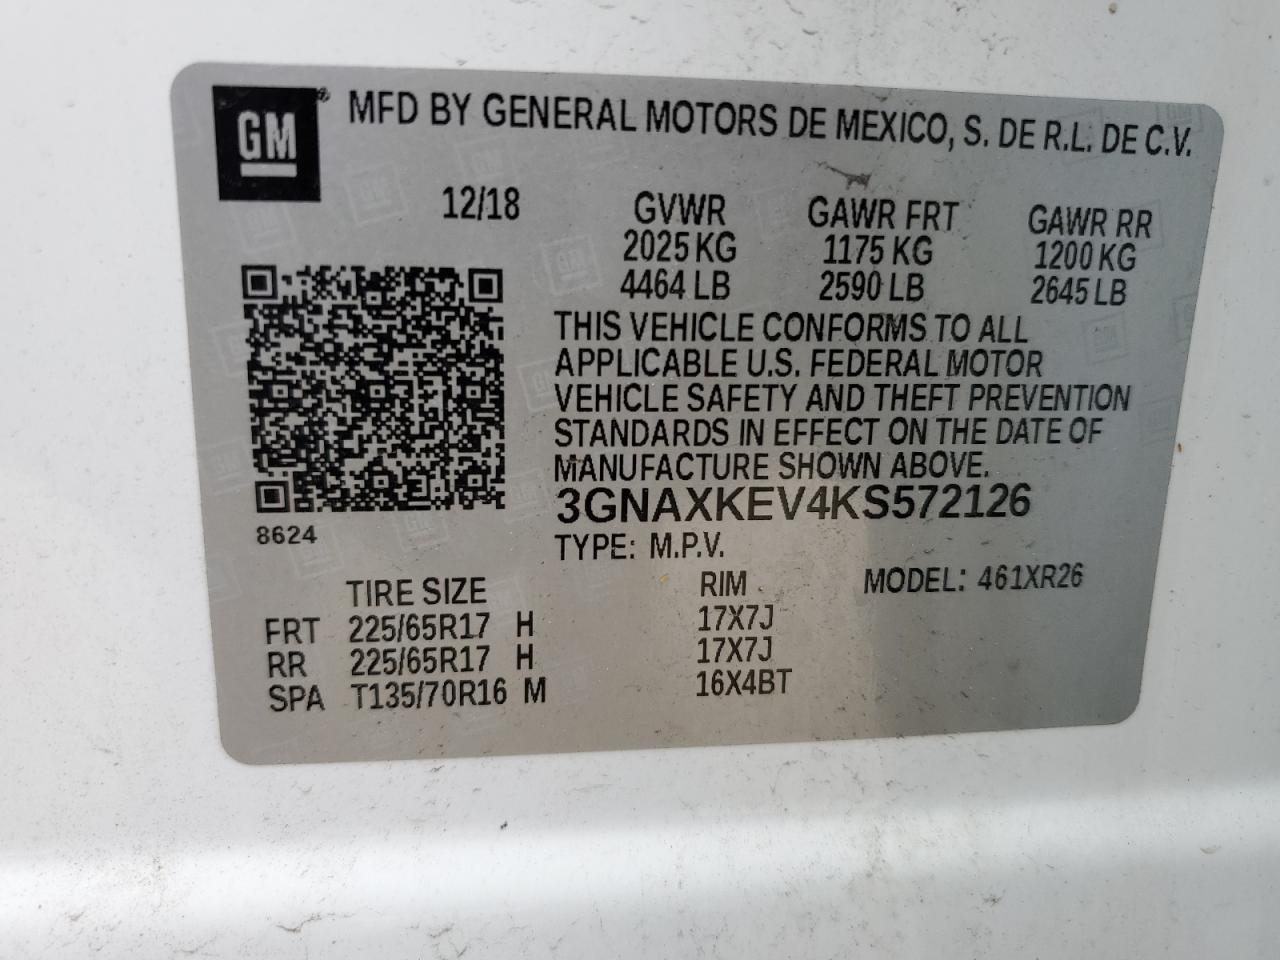 GM® MFD BY GENERAL MOTORS DE MEXICO, S. DE R.L. DE C.V.
12/18 GVWR GAWR FRT GAWR RR
2025 KG 1175 KG 1200 KG
4464 LB 2590 LB 2645 LB
THIS VEHICLE CONFORMS TO ALL
APPLICABLE U.S. FEDERAL MOTOR
VEHICLE SAFETY AND THEFT PREVENTION
STANDARDS IN EFFECT ON THE DATE OF
MANUFACTURE SHOWN ABOVE.
3GNAXKEV4KS572126
8624
TYPE: M.P.V.
TIRE SIZE RIM MODEL: 461XR26
FRT 225/65R17 H 17X7J
RR 225/65R17 H 17X7J
SPA T135/70R16 M 16X4BT